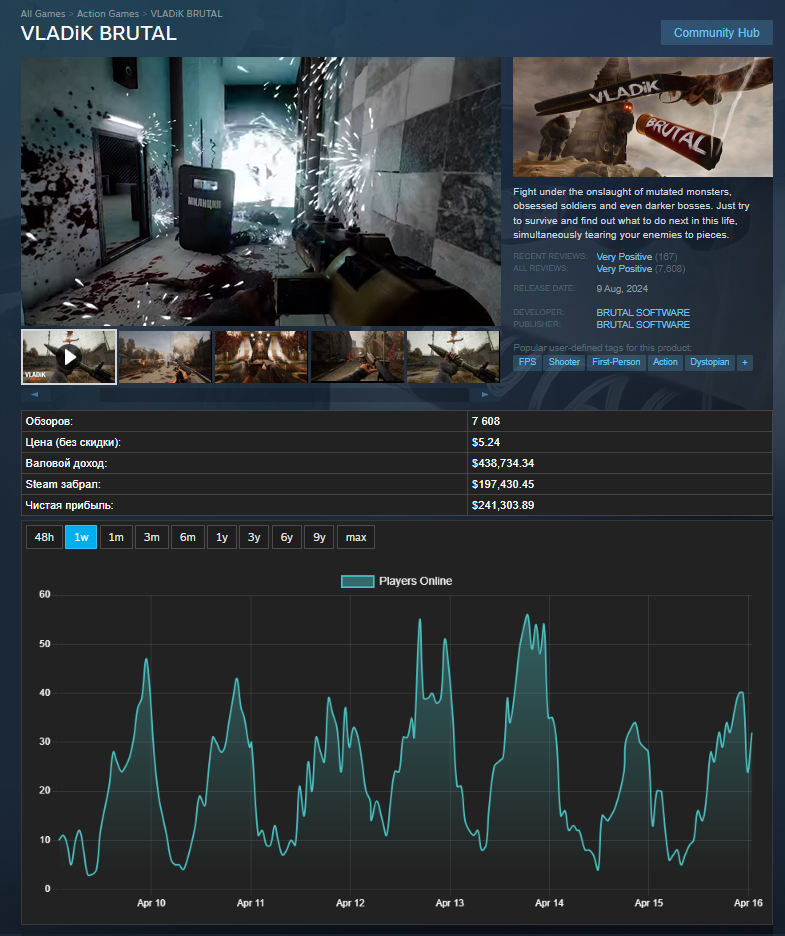 All Games > Action Games > VLADiK BRUTAL
VLADiK BRUTAL
Community Hub
МИЛИЦИЯ
VLADiK
BRUTAL
Fight under the onslaught of mutated monsters,
obsessed soldiers and even darker bosses. Just try
to survive and find out what to do next in this life,
simultaneously tearing your enemies to pieces.
RECENT REVIEWS: Very Positive (167)
ALL REVIEWS: Very Positive (7,608)
RELEASE DATE: 9 Aug, 2024
DEVELOPER: BRUTAL SOFTWARE
PUBLISHER: BRUTAL SOFTWARE
Popular user-defined tags for this product:
FPS Shooter First-Person Action Dystopian +
VLADiK
Обзоров: 7 608
Цена (без скидки): $5.24
Валовой доход: $438,734.34
Steam забрал: $197,430.45
Чистая прибыль: $241,303.89
48h 1w 1m 3m 6m 1y 3y 6y 9y max
Players Online
60
50
40
30
20
10
0
Apr 10 Apr 11 Apr 12 Apr 13 Apr 14 Apr 15 Apr 16